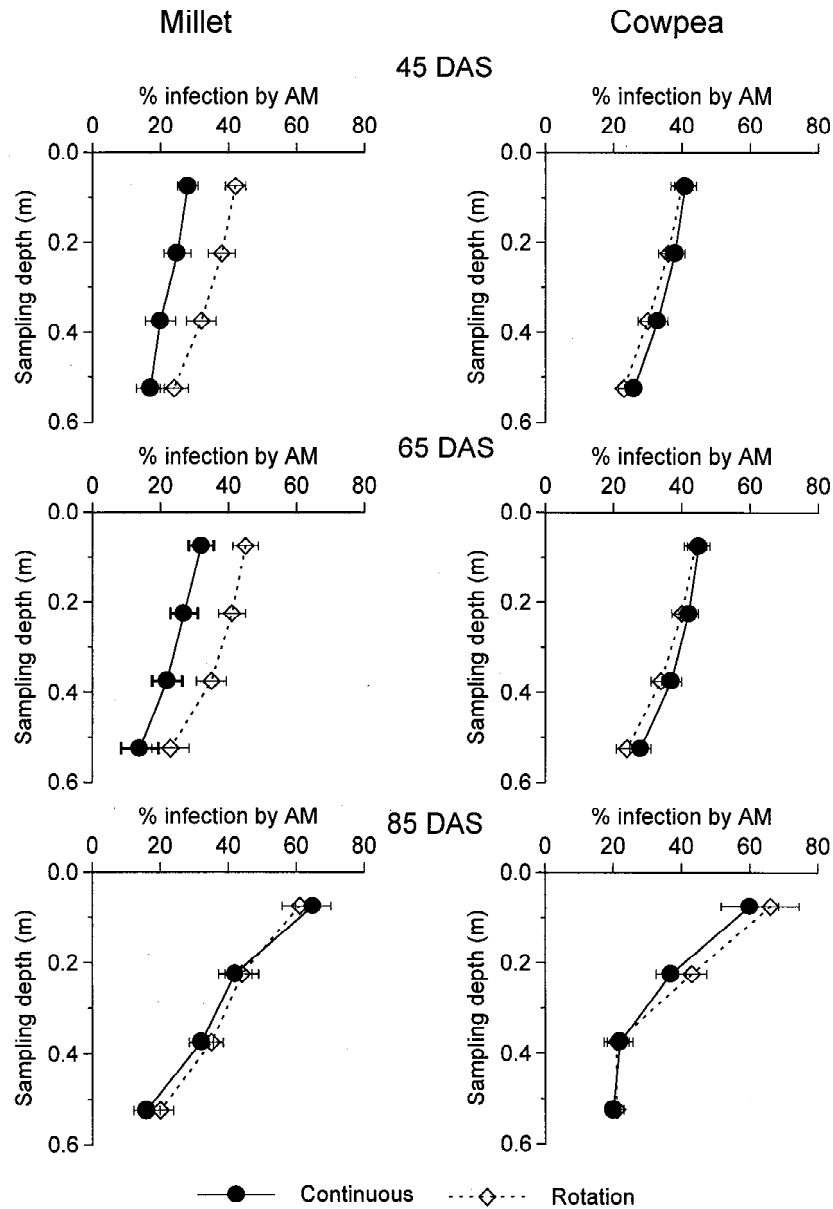 Millet Cowpea
45 DAS
% infection by AM % infection by AM
0 20 40 60 80 0 20 40 60 80
0.0 0.0
0.2 0.2
0.4 0.4
0.6 0.6
Sampling depth (m) Sampling depth (m)
65 DAS
% infection by AM % infection by AM
0 20 40 60 80 0 20 40 60 80
0.0 0.0
0.2 0.2
0.4 0.4
0.6 0.6
Sampling depth (m) Sampling depth (m)
85 DAS
% infection by AM % infection by AM
0 20 40 60 80 0 20 40 60 80
0.0 0.0
0.2 0.2
0.4 0.4
0.6 0.6
Sampling depth (m) Sampling depth (m)
Continuous Rotation